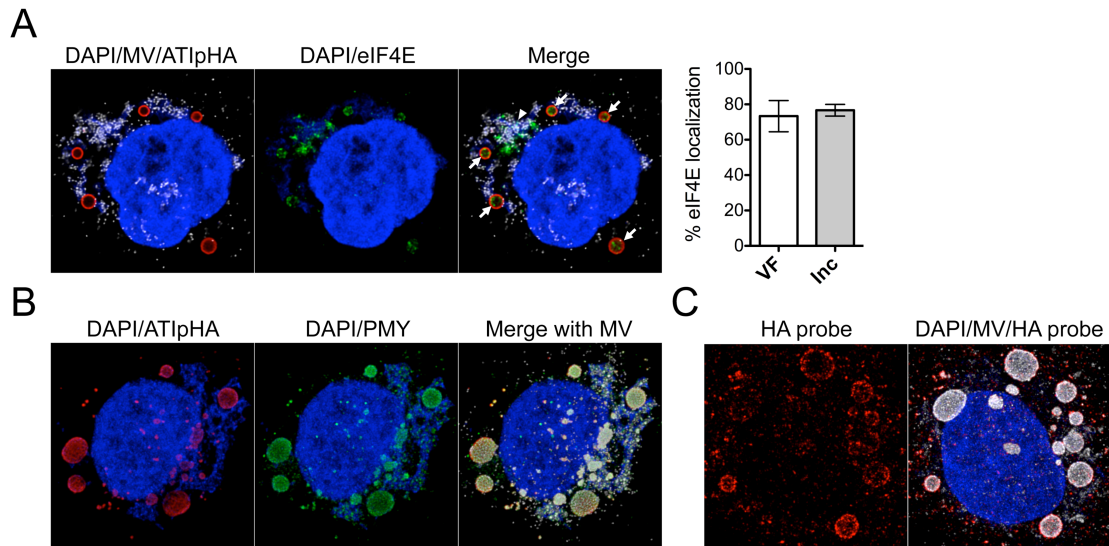 A
DAPI/MV/ATIpHA
DAPI/eIF4E
Merge
% eIF4E localization
100
80
60
40
20
0
VF
Inc
B
DAPI/ATIpHA
DAPI/PMY
Merge with MV
C
HA probe
DAPI/MV/HA probe